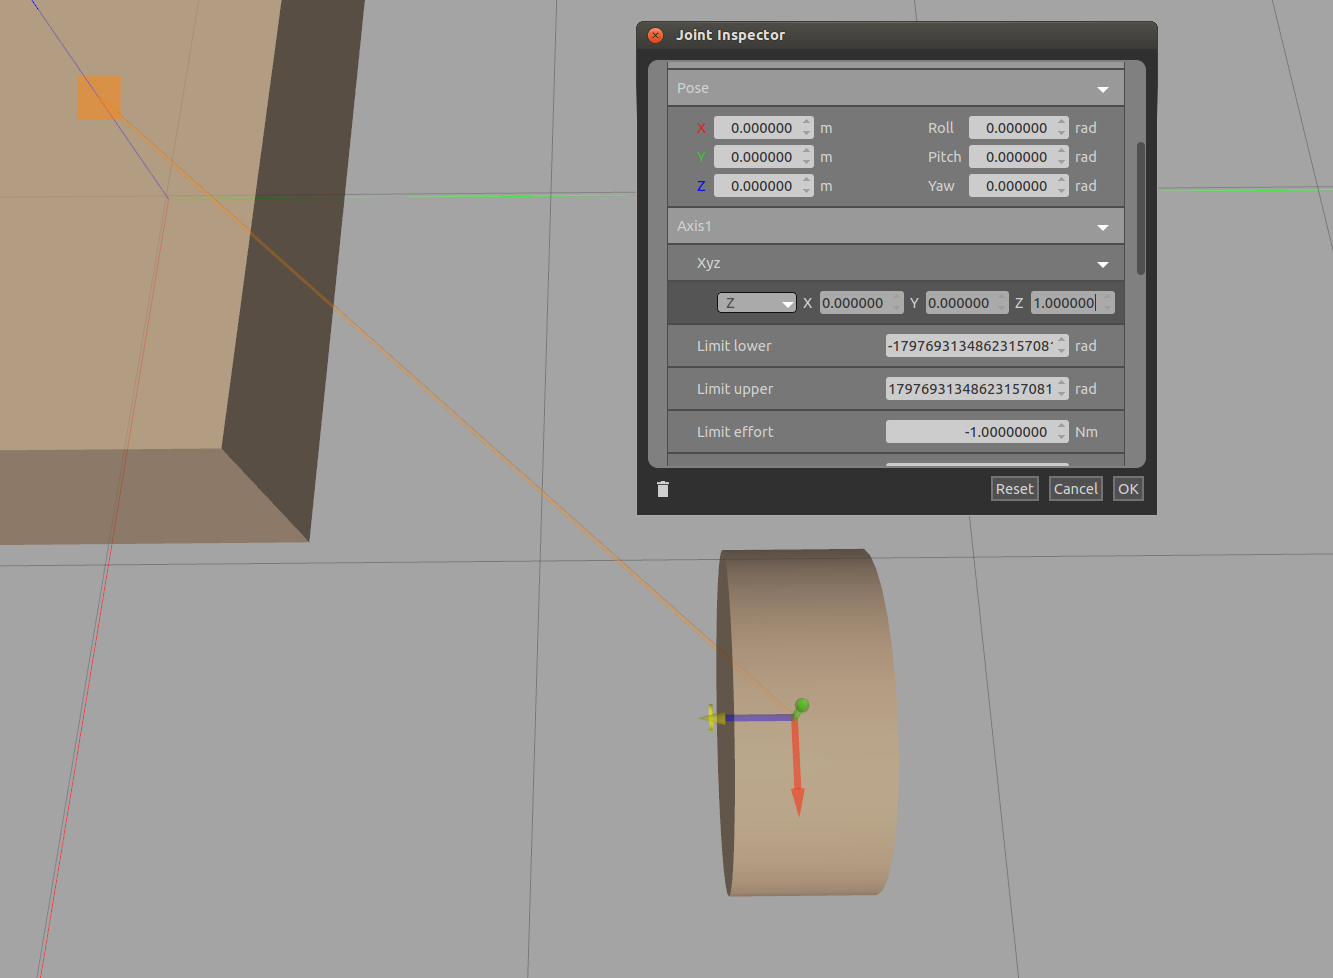 Joint Inspector
Pose
X 0.000000 m Roll 0.000000 rad
Y 0.000000 m Pitch 0.000000 rad
Z 0.000000 m Yaw 0.000000 rad
Axis1
Xyz
Z X 0.000000 Y 0.000000 Z 1.000000
Limit lower -17976931348623157081 rad
Limit upper 17976931348623157081 rad
Limit effort -1.00000000 Nm
Reset Cancel OK